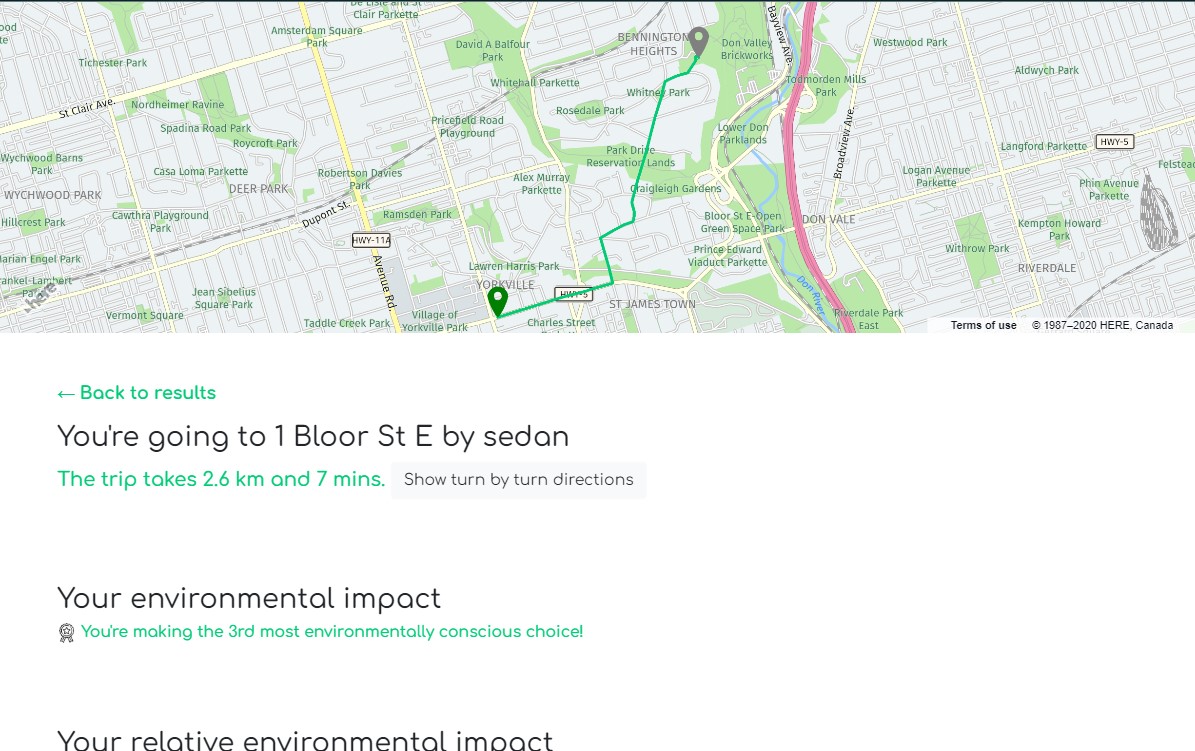 De Lisle and St
Clair Parkette
Amsterdam Square
Park
David A Balfour
Park
BENNINGTON
HEIGHTS
Don Valley
Brickworks
Bayview Ave.
Westwood Park
Tichester Park
Whitehall Parkette
Whitney Park
Todmorden Mills
Park
Aldwych Park
St Clair Ave.
Nordheimer Ravine
Rosedale Park
Spadina Road Park
Pricefield Road
Playground
Lower Don
Parklands
Broadview Ave.
HWY-5
Roycroft Park
Park Drive
Reservation Lands
Langford Parkette
Wychwood Barns
Park
Casa Loma Parkette
Robertson Davies
Park
Alex Murray
Parkette
Logan Avenue
Parkette
Felstead
WYCHWOOD PARK
DEER PARK
Craigleigh Gardens
Phin Avenue
Parkette
Hillcrest Park
Cawthra Playground
Park
Dupont St.
Ramsden Park
Bloor St E-Open
Green Space Park
DON VALE
Kempton Howard
Park
HWY-11A
Prince Edward
Viaduct Parkette
Withrow Park
Lawren Harris Park
RIVERDALE
Avenue Rd.
YORKVILLE
Don River
here
Jean Sibelius
Square Park
HWY-5
ST JAMES TOWN
Vermont Square
Taddle Creek Park
Village of
Yorkville Park
Charles Street
Riverdale Park
East
Terms of use © 1987–2020 HERE, Canada
← Back to results
You're going to 1 Bloor St E by sedan
The trip takes 2.6 km and 7 mins. Show turn by turn directions
Your environmental impact
You're making the 3rd most environmentally conscious choice!
Your relative environmental impact